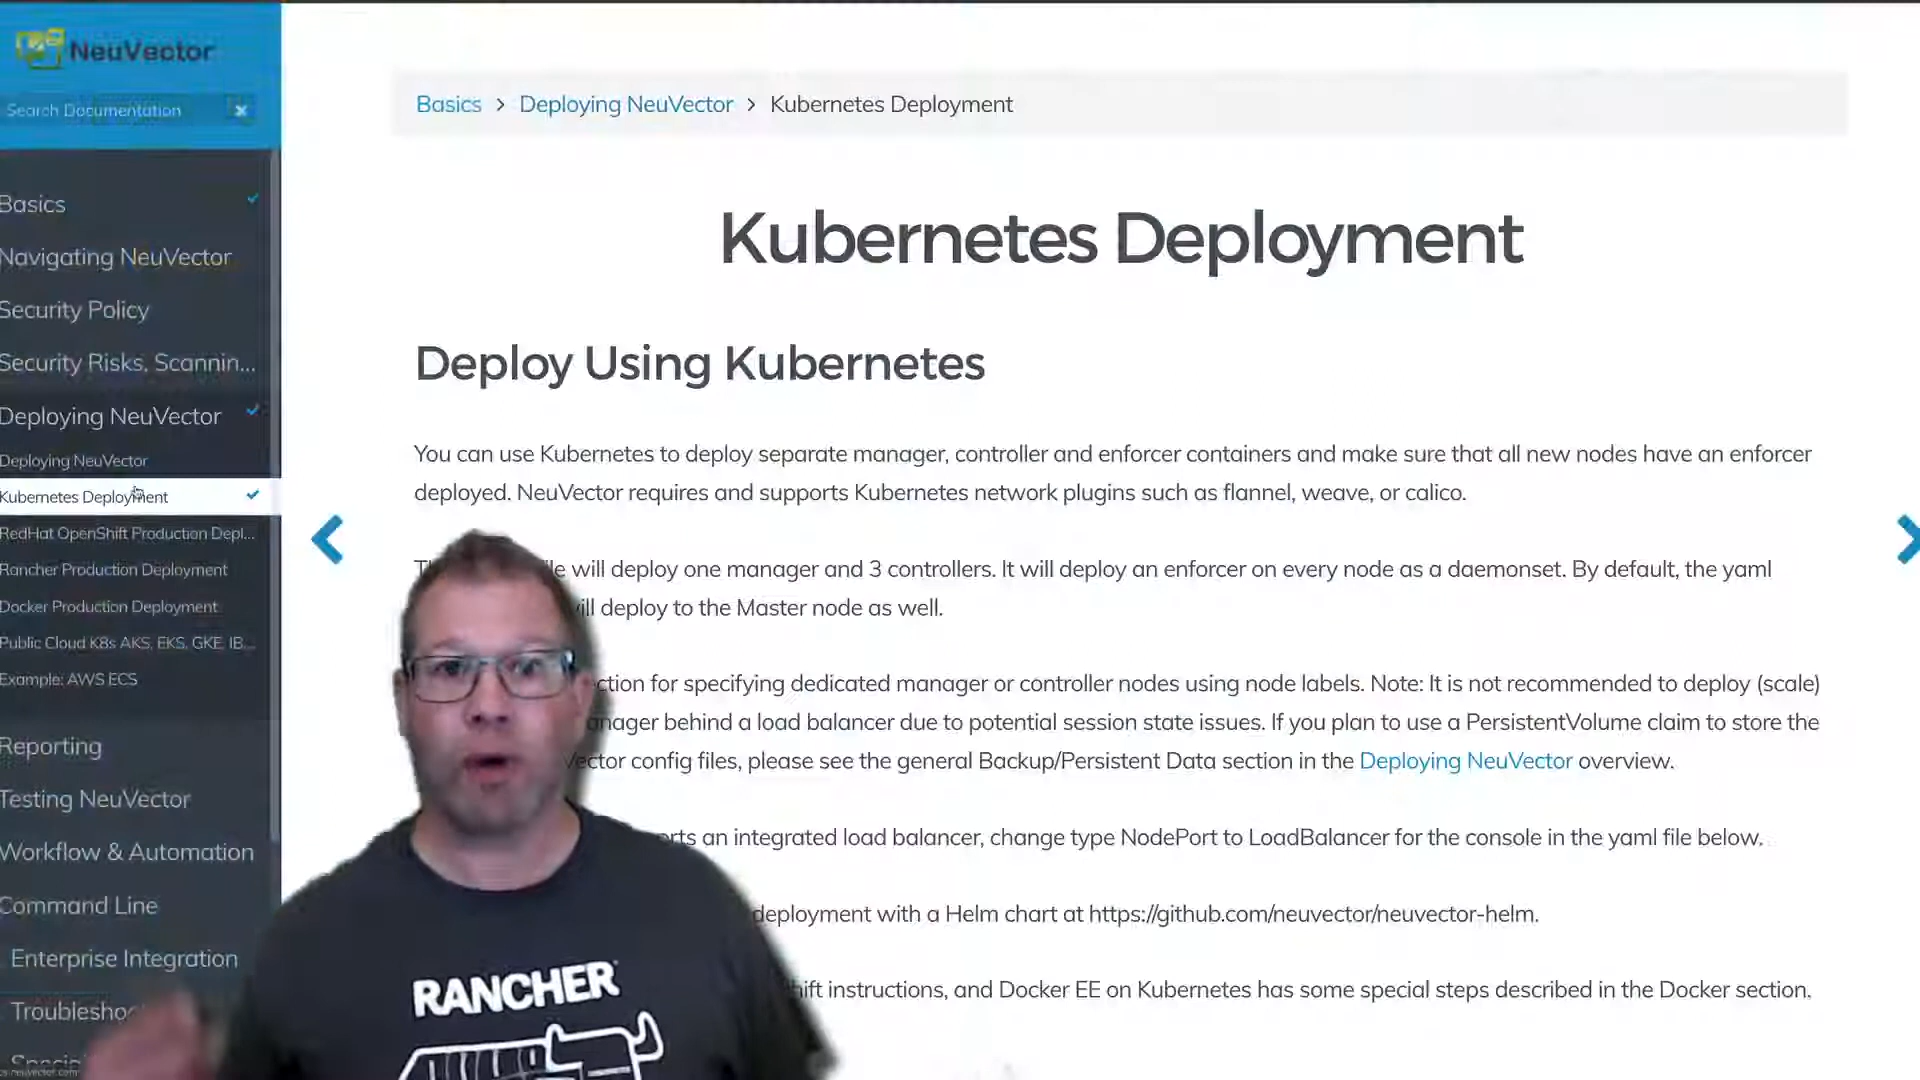 NeuVector
Search Documentation
Basics
Navigating NeuVector
Security Policy
Security Risks, Scannin...
Deploying NeuVector
Deploying NeuVector
Kubernetes Deployment
RedHat OpenShift Production Depl...
Rancher Production Deployment
Docker Production Deployment
Public Cloud K8s AKS, EKS, GKE, IB...
Example: AWS ECS
Reporting
Testing NeuVector
Workflow & Automation
Command Line
Enterprise Integration
Troubleshoo
Basics > Deploying NeuVector > Kubernetes Deployment
Kubernetes Deployment
Deploy Using Kubernetes
You can use Kubernetes to deploy separate manager, controller and enforcer containers and make sure that all new nodes have an enforcer
deployed. NeuVector requires and supports Kubernetes network plugins such as flannel, weave, or calico.
will deploy one manager and 3 controllers. It will deploy an enforcer on every node as a daemonset. By default, the yaml
will deploy to the Master node as well.
ction for specifying dedicated manager or controller nodes using node labels. Note: It is not recommended to deploy (scale)
anager behind a load balancer due to potential session state issues. If you plan to use a PersistentVolume claim to store the
Vector config files, please see the general Backup/Persistent Data section in the Deploying NeuVector overview.
rts an integrated load balancer, change type NodePort to LoadBalancer for the console in the yaml file below.
deployment with a Helm chart at https://github.com/neuvector/neuvector-helm.
hift instructions, and Docker EE on Kubernetes has some special steps described in the Docker section.
RANCHER